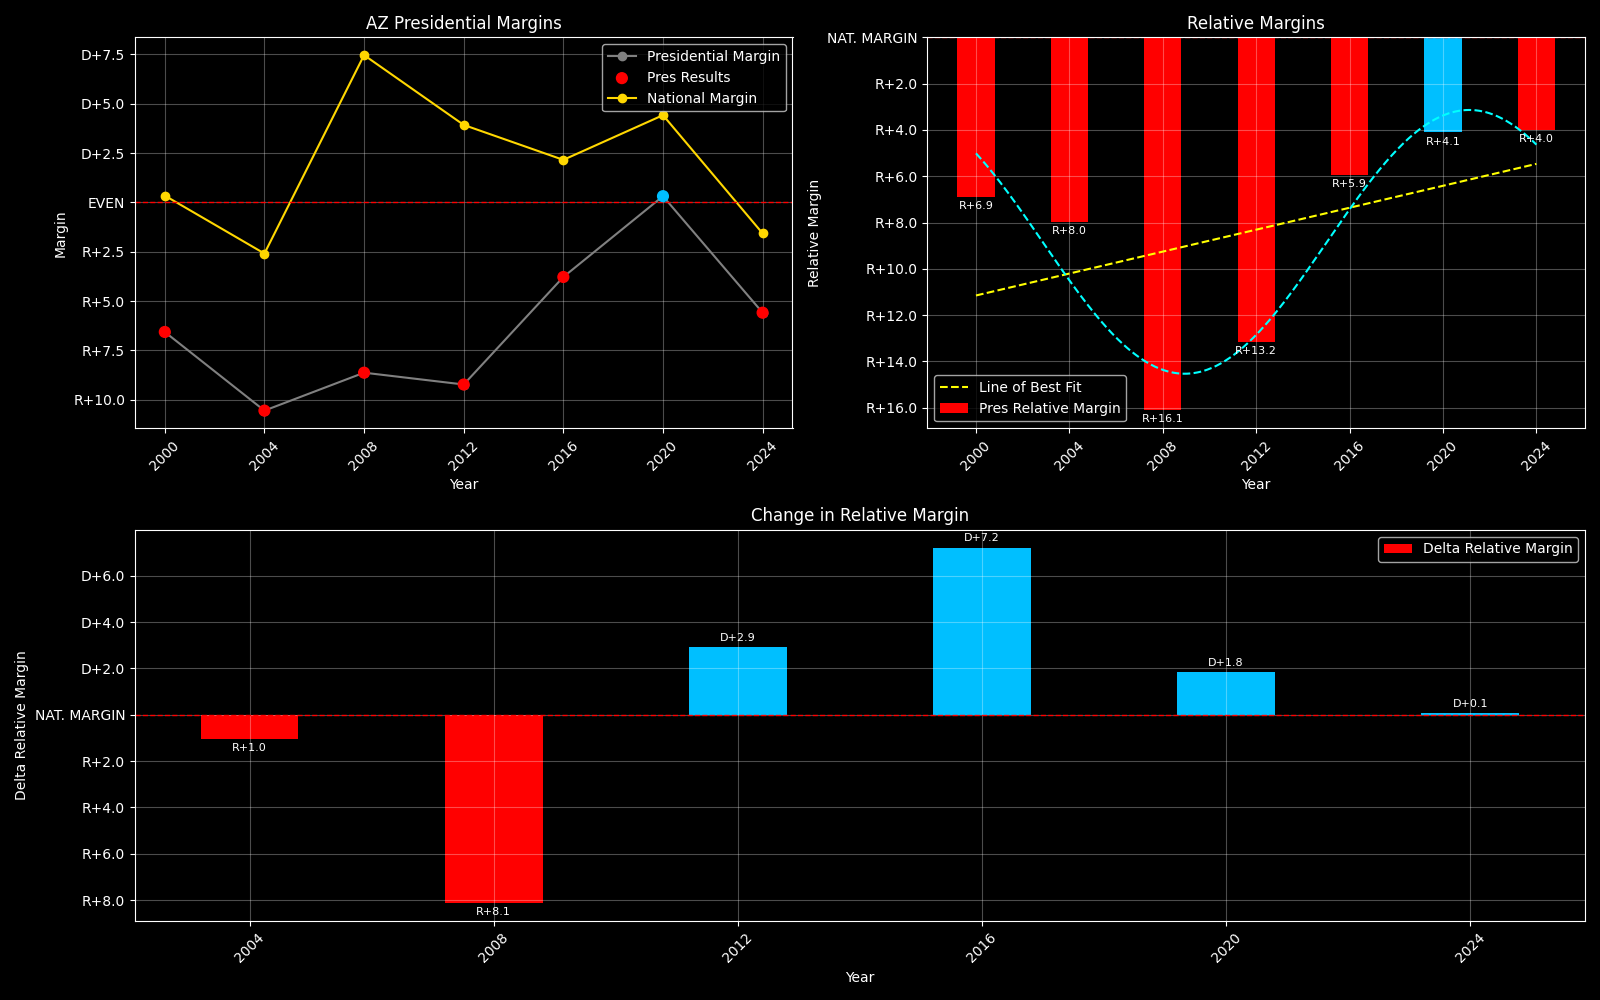 AZ Presidential Margins
D+7.5
D+5.0
D+2.5
EVEN
R+2.5
R+5.0
R+7.5
R+10.0
Margin
Presidential Margin
Pres Results
National Margin
2000
2004
2008
2012
2016
2020
2024
Year
Relative Margins
NAT. MARGIN
R+2.0
R+4.0
R+6.0
R+8.0
R+10.0
R+12.0
R+14.0
R+16.0
Relative Margin
R+6.9
R+8.0
R+16.1
R+13.2
R+5.9
R+4.1
R+4.0
Line of Best Fit
Pres Relative Margin
2000
2004
2008
2012
2016
2020
2024
Year
Change in Relative Margin
D+6.0
D+4.0
D+2.0
NAT. MARGIN
R+2.0
R+4.0
R+6.0
R+8.0
Delta Relative Margin
Delta Relative Margin
R+1.0
R+8.1
D+2.9
D+7.2
D+1.8
D+0.1
2004
2008
2012
2016
2020
2024
Year